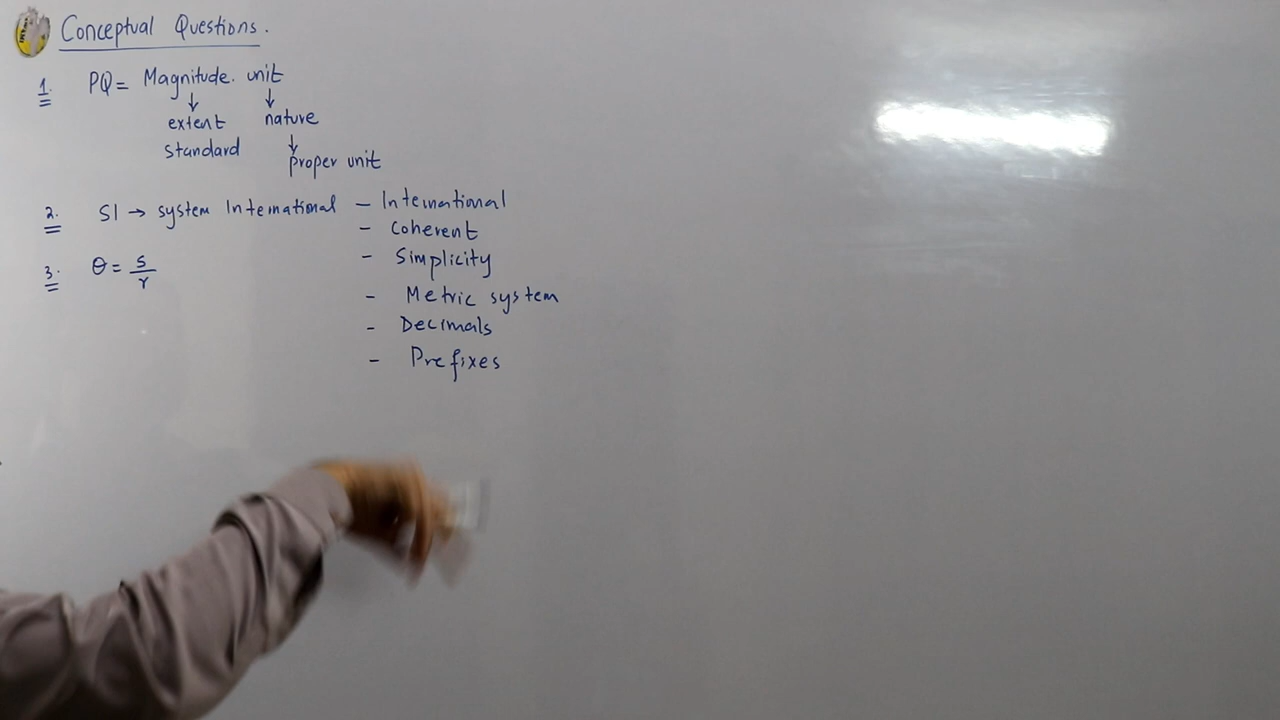 Conceptual Questions.
1. PQ = Magnitude. unit
↓ ↓
extent nature
standard ↓
proper unit
2. SI → system International – International
– Coherent
– Simplicity
– Metric system
– Decimals
– Prefixes
3. θ = s/r